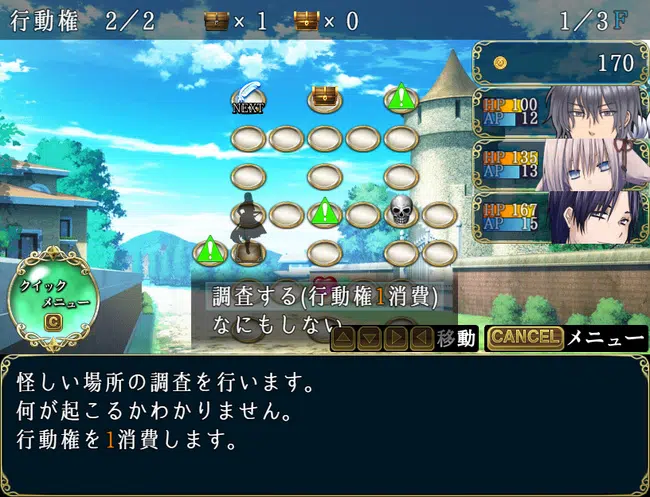 行動権 2/2 ×1 ×0 1/3F
170
NEXT
HP 100
AP 12
HP 135
AP 13
HP 167
AP 15
クイック
メニュー
C
調査する(行動権1消費)
なにもしない
移動 CANCEL メニュー
怪しい場所の調査を行います。
何が起こるかわかりません。
行動権を1消費します。